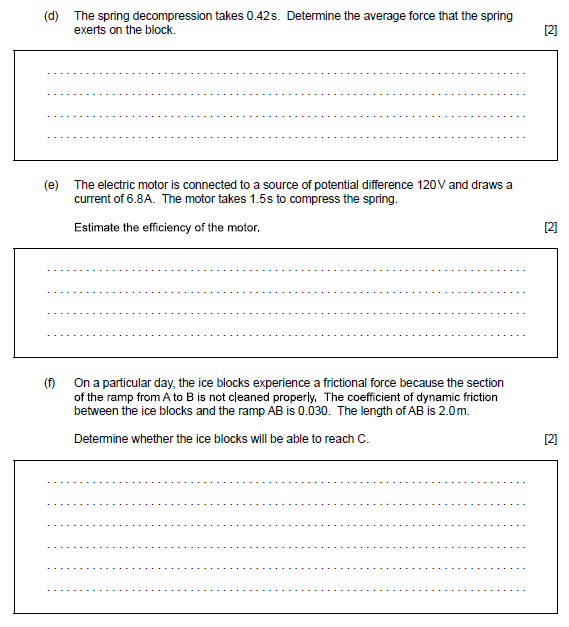 (d) The spring decompression takes 0.42 s. Determine the average force that the spring
exerts on the block. [2]
(e) The electric motor is connected to a source of potential difference 120 V and draws a
current of 6.8 A. The motor takes 1.5 s to compress the spring.
Estimate the efficiency of the motor. [2]
(f) On a particular day, the ice blocks experience a frictional force because the section
of the ramp from A to B is not cleaned properly. The coefficient of dynamic friction
between the ice blocks and the ramp AB is 0.030. The length of AB is 2.0 m.
Determine whether the ice blocks will be able to reach C. [2]